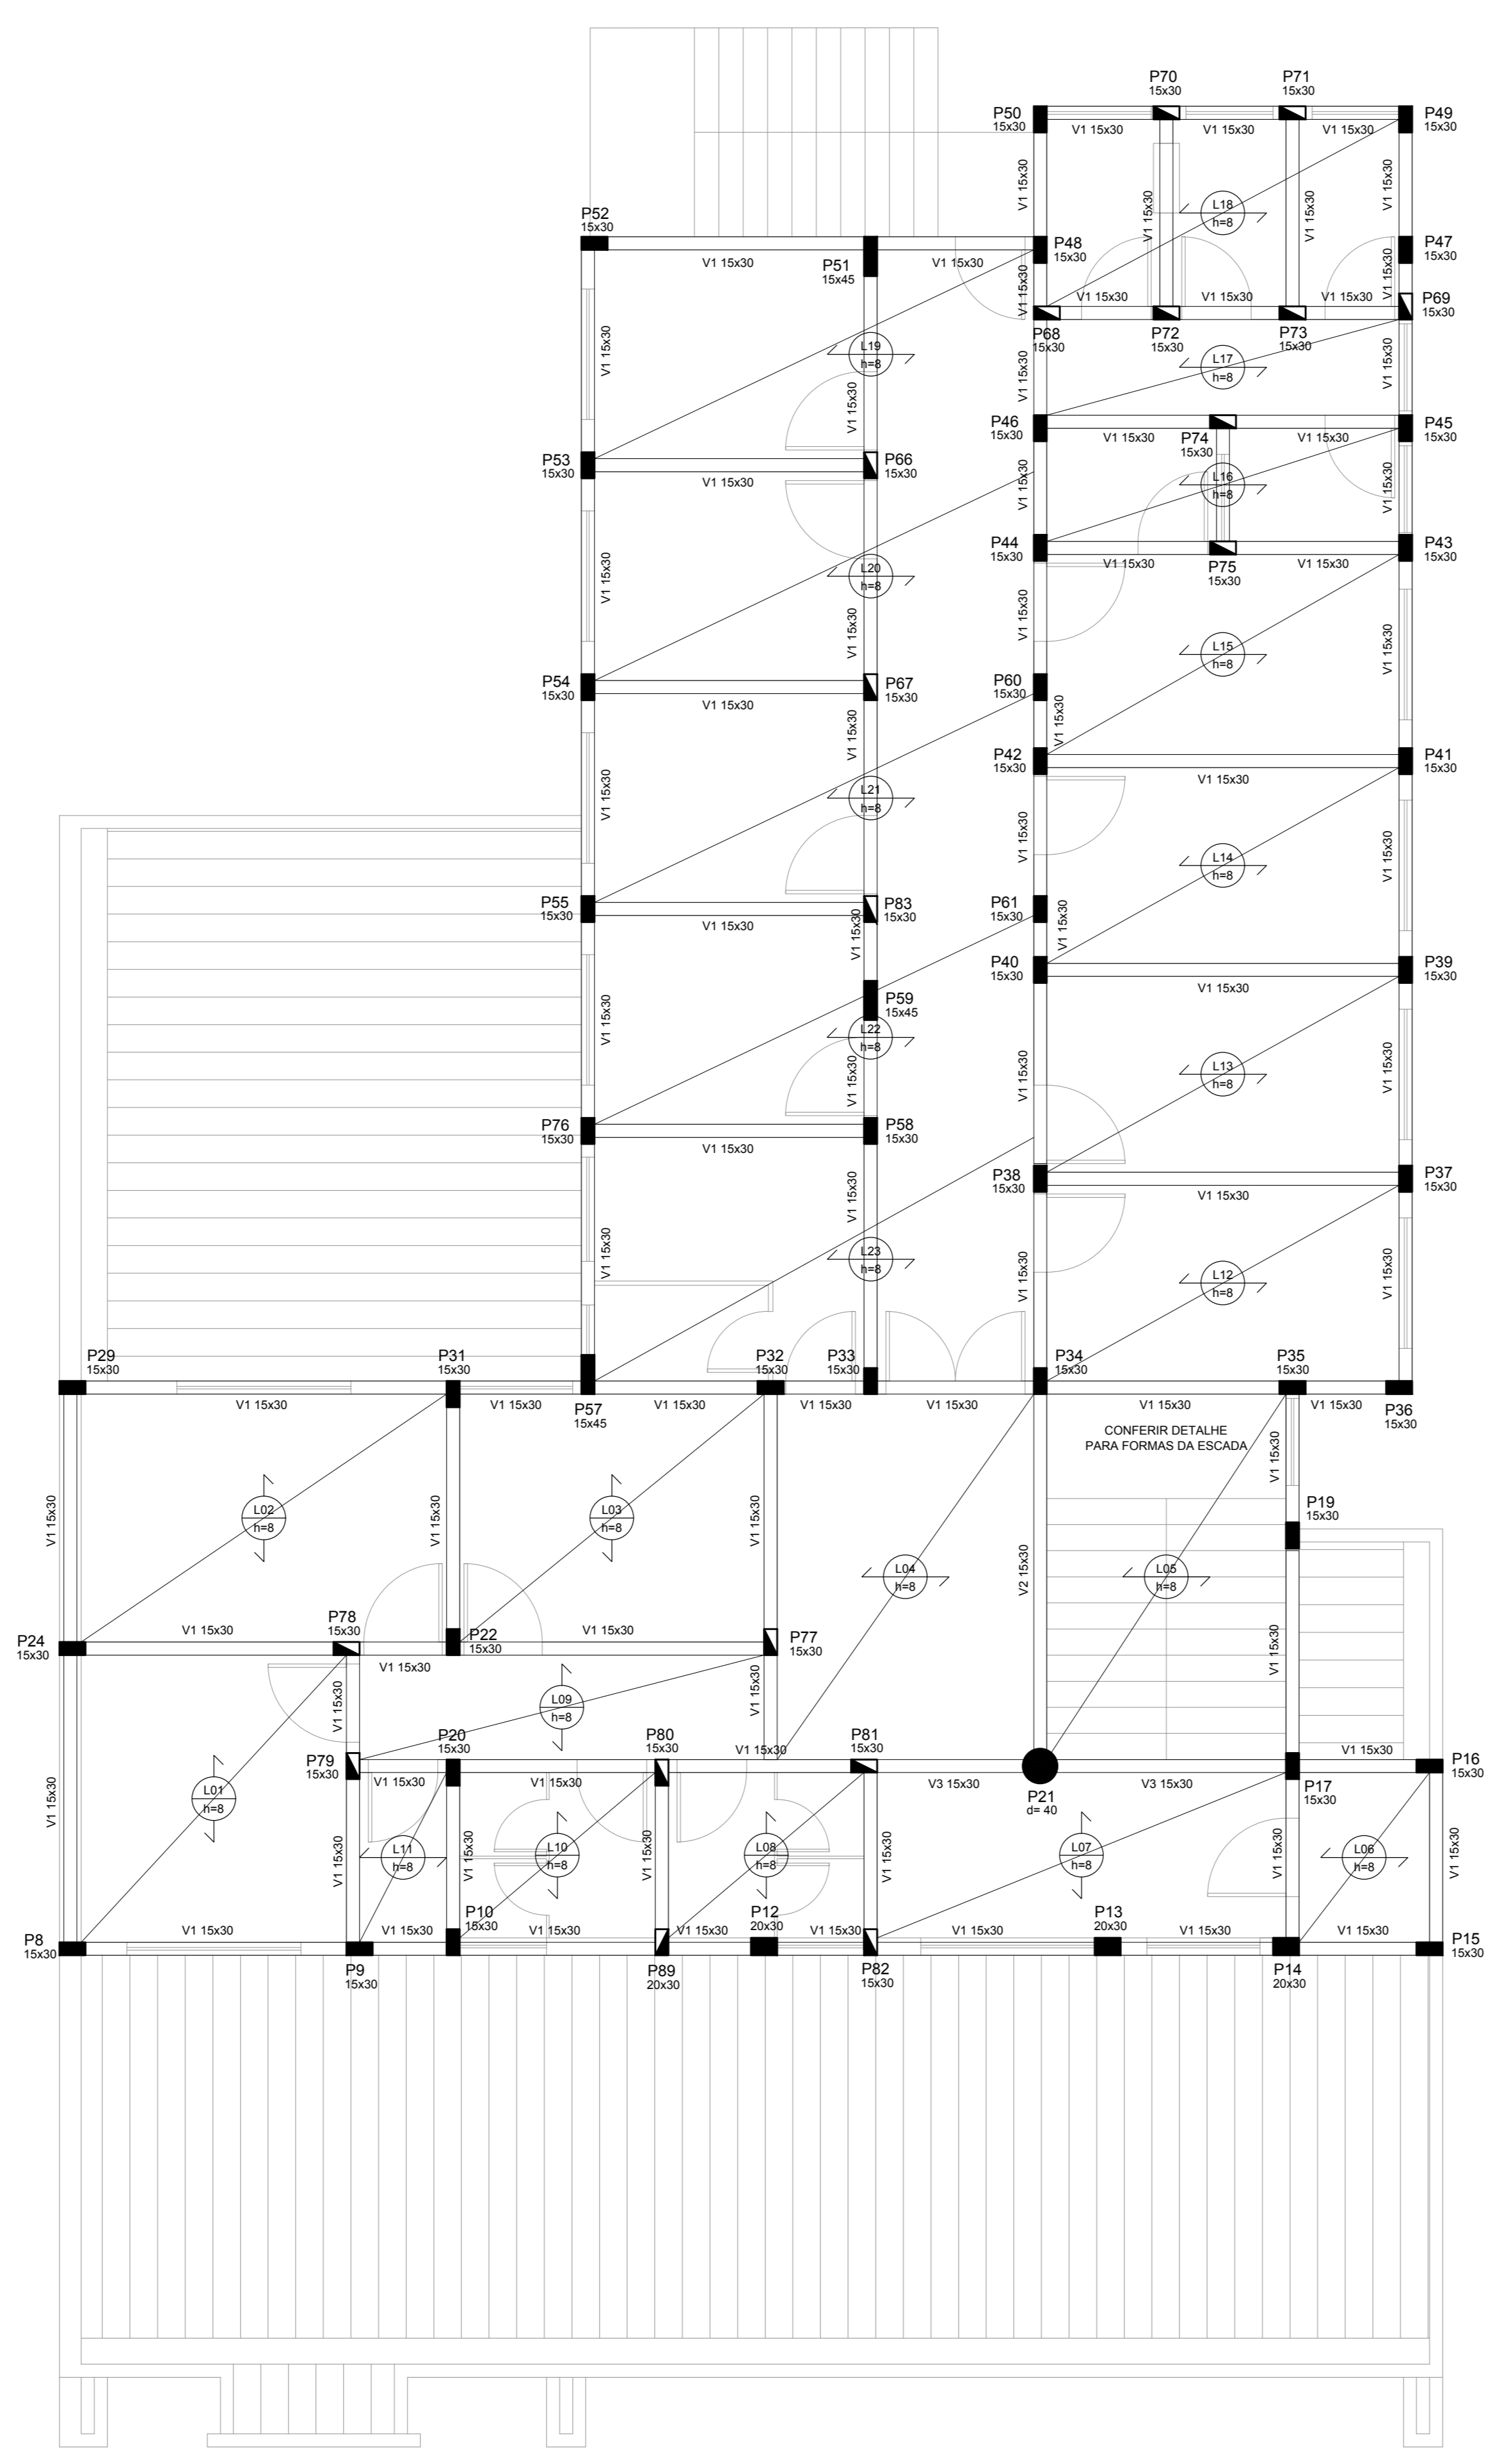 P70
15x30
P71
15x30
P50
15x30
P49
15x30
V1 15x30
V1 15x30
V1 15x30
V1 15x30
V1 15x30
V1 15x30
V1 15x30
L18
h=8
P52
15x30
P51
15x45
P48
15x30
P47
15x30
V1 15x30
V1 15x30
V1 15x30
V1 15x30
V1 15x30
V1 15x30
V1 15x30
P69
15x30
P68
15x30
P72
15x30
P73
15x30
V1 15x30
L19
h=8
V1 15x30
L17
h=8
V1 15x30
P46
15x30
V1 15x30
P74
15x30
V1 15x30
P45
15x30
P53
15x30
V1 15x30
P66
15x30
V1 15x30
L16
h=8
V1 15x30
P44
15x30
V1 15x30
P75
15x30
V1 15x30
P43
15x30
V1 15x30
L20
h=8
V1 15x30
V1 15x30
L15
h=8
V1 15x30
P54
15x30
V1 15x30
P67
15x30
P60
15x30
V1 15x30
V1 15x30
P42
15x30
V1 15x30
P41
15x30
V1 15x30
L21
h=8
V1 15x30
L14
h=8
V1 15x30
P55
15x30
V1 15x30
P83
15x30
V1 15x30
P61
15x30
V1 15x30
P40
15x30
V1 15x30
P39
15x30
P59
15x45
V1 15x30
L22
h=8
V1 15x30
V1 15x30
L13
h=8
V1 15x30
P76
15x30
V1 15x30
P58
15x30
P38
15x30
V1 15x30
P37
15x30
V1 15x30
V1 15x30
L23
h=8
V1 15x30
L12
h=8
V1 15x30
P29
15x30
P31
15x30
P32
15x30
P33
15x30
P34
15x30
P35
15x30
V1 15x30
V1 15x30
P57
15x45
V1 15x30
V1 15x30
V1 15x30
V1 15x30
V1 15x30
P36
15x30
CONFERIR DETALHE
PARA FORMAS DA ESCADA
V1 15x30
V1 15x30
L02
h=8
V1 15x30
L03
h=8
L04
h=8
V2 15x30
L05
h=8
P19
15x30
P24
15x30
V1 15x30
P78
15x30
V1 15x30
P22
15x30
V1 15x30
P77
15x30
V1 15x30
V1 15x30
L09
h=8
V1 15x30
P79
15x30
V1 15x30
P20
15x30
V1 15x30
P80
15x30
V1 15x30
P81
15x30
V3 15x30
P21
d= 40
V3 15x30
P17
15x30
V1 15x30
P16
15x30
V1 15x30
L01
h=8
V1 15x30
L11
h=8
V1 15x30
L10
h=8
V1 15x30
L08
h=8
V1 15x30
L07
h=8
V1 15x30
L06
h=8
V1 15x30
P8
15x30
V1 15x30
P9
15x30
V1 15x30
P10
15x30
V1 15x30
P89
20x30
V1 15x30
P12
20x30
V1 15x30
P82
15x30
V1 15x30
P13
20x30
V1 15x30
P14
20x30
V1 15x30
P15
15x30